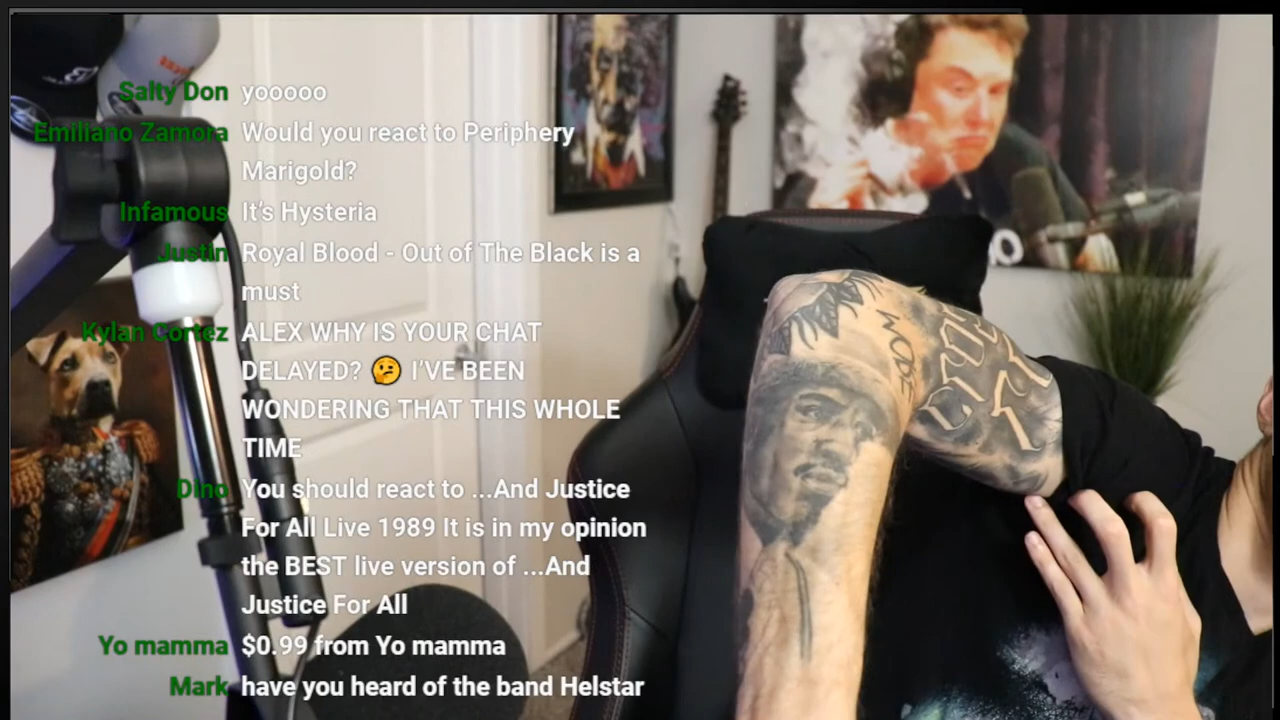 Salty Don yooooo
Emiliano Zamora Would you react to Periphery
Marigold?
Infamous It's Hysteria
Justin Royal Blood - Out of The Black is a
must
Kylan Cortez ALEX WHY IS YOUR CHAT
DELAYED? 🤔 I'VE BEEN
WONDERING THAT THIS WHOLE
TIME
Dino You should react to ...And Justice
For All Live 1989 It is in my opinion
the BEST live version of ...And
Justice For All
Yo mamma $0.99 from Yo mamma
Mark have you heard of the band Helstar